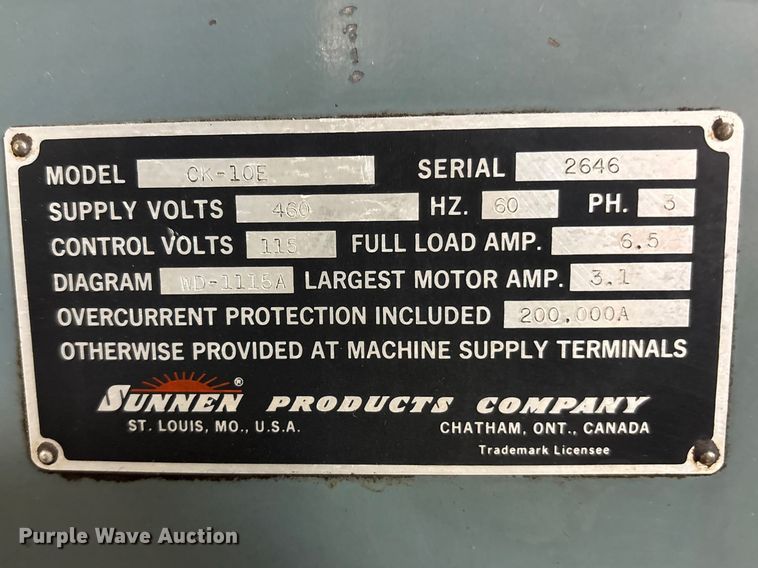 MODEL CK-10E SERIAL 2646
SUPPLY VOLTS 460 HZ. 60 PH. 3
CONTROL VOLTS 115 FULL LOAD AMP. 6.5
DIAGRAM WD-1115A LARGEST MOTOR AMP. 3.1
OVERCURRENT PROTECTION INCLUDED 200,000A
OTHERWISE PROVIDED AT MACHINE SUPPLY TERMINALS
SUNNEN® PRODUCTS COMPANY
ST. LOUIS, MO., U.S.A. CHATHAM, ONT., CANADA
Trademark Licensee
Purple Wave Auction